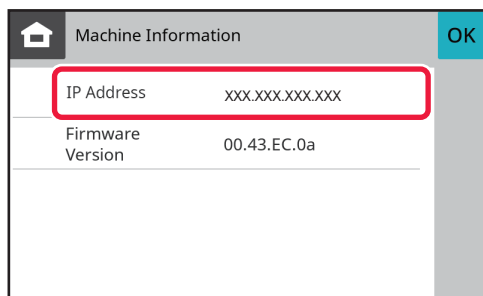 Machine Information
OK
IP Address
XXX.XXX.XXX.XXX
Firmware
Version
00.43.EC.0a